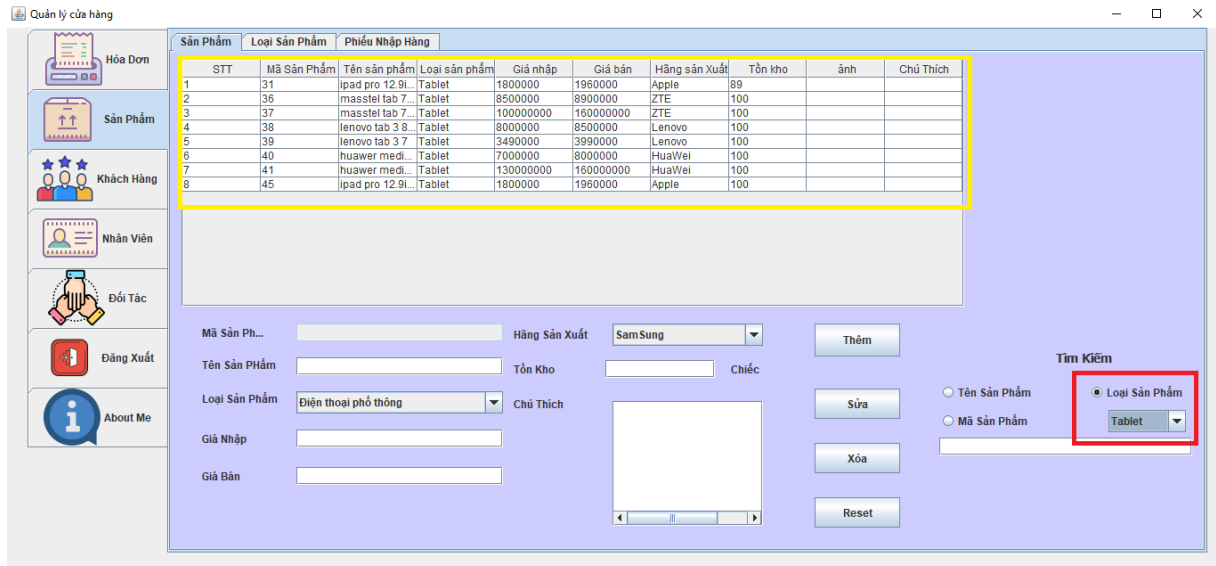 Quản lý cửa hàng
Hóa Dơn
Sản Phẩm
Khách Hàng
Nhân Viên
Đối Tác
Đăng Xuất
About Me
Sản Phẩm Loại Sản Phẩm Phiếu Nhập Hàng
STT Mã Sản Phẩm Tên sản phẩm Loại sản phẩm Giá nhập Giá bán Hãng sản Xuất Tồn kho ảnh Chú Thích
1 31 ipad pro 12.9i... Tablet 1800000 1960000 Apple 89
2 36 masstel tab 7... Tablet 8500000 8900000 ZTE 100
3 37 masstel tab 7... Tablet 100000000 160000000 ZTE 100
4 38 lenovo tab 3 8... Tablet 8000000 8500000 Lenovo 100
5 39 lenovo tab 3 7 Tablet 3490000 3990000 Lenovo 100
6 40 huawer medi... Tablet 7000000 8000000 HuaWei 100
7 41 huawer medi... Tablet 130000000 160000000 HuaWei 100
8 45 ipad pro 12.9i... Tablet 1800000 1960000 Apple 100
Mã Sản Ph... Hãng Sản Xuất SamSung Thêm
Tên Sản PHẩm Tồn Kho Chiếc Tìm Kiếm
Loại Sản Phẩm Điện thoại phổ thông Chú Thích Sửa Tên Sản Phẩm Loại Sản Phẩm
Mã Sản Phẩm Tablet
Giá Nhập Xóa
Giá Bán
Reset